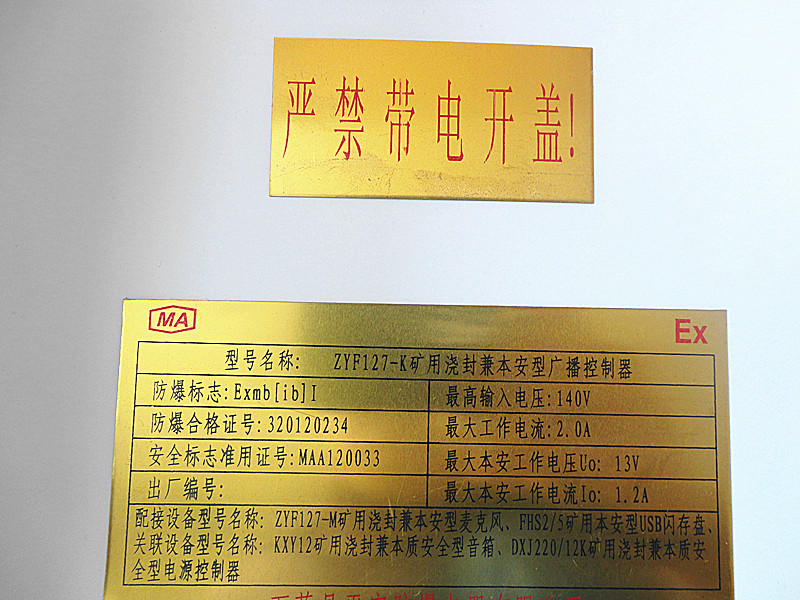 严禁带电开盖!
MA
Ex
型号名称: ZYF127-K矿用浇封兼本安型广播控制器
防爆标志:Exmb[ib]I
最高输入电压:140V
防爆合格证号:320120234
最大工作电流:2.0A
安全标志准用证号:MAA120033
最大本安工作电压Uo: 13V
出厂编号:
最大本安工作电流Io: 1.2A
配接设备型号名称: ZYF127-M矿用浇封兼本安型麦克风、FHS2/5矿用本安型USB闪存盘、
关联设备型号名称: KXY12矿用浇封兼本质安全型音箱、DXJ220/12K矿用浇封兼本质安
全型电源控制器